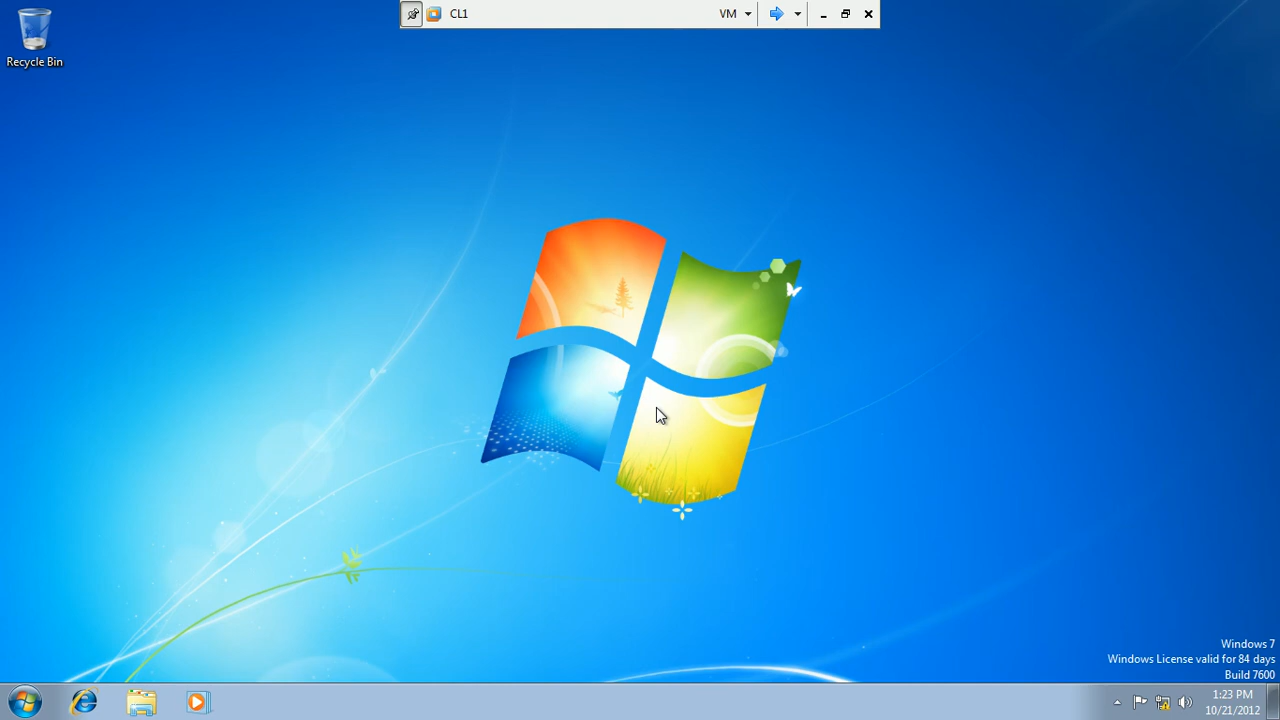 CL1
VM
Recycle Bin
Windows 7
Windows License valid for 84 days
Build 7600
1:23 PM
10/21/2012